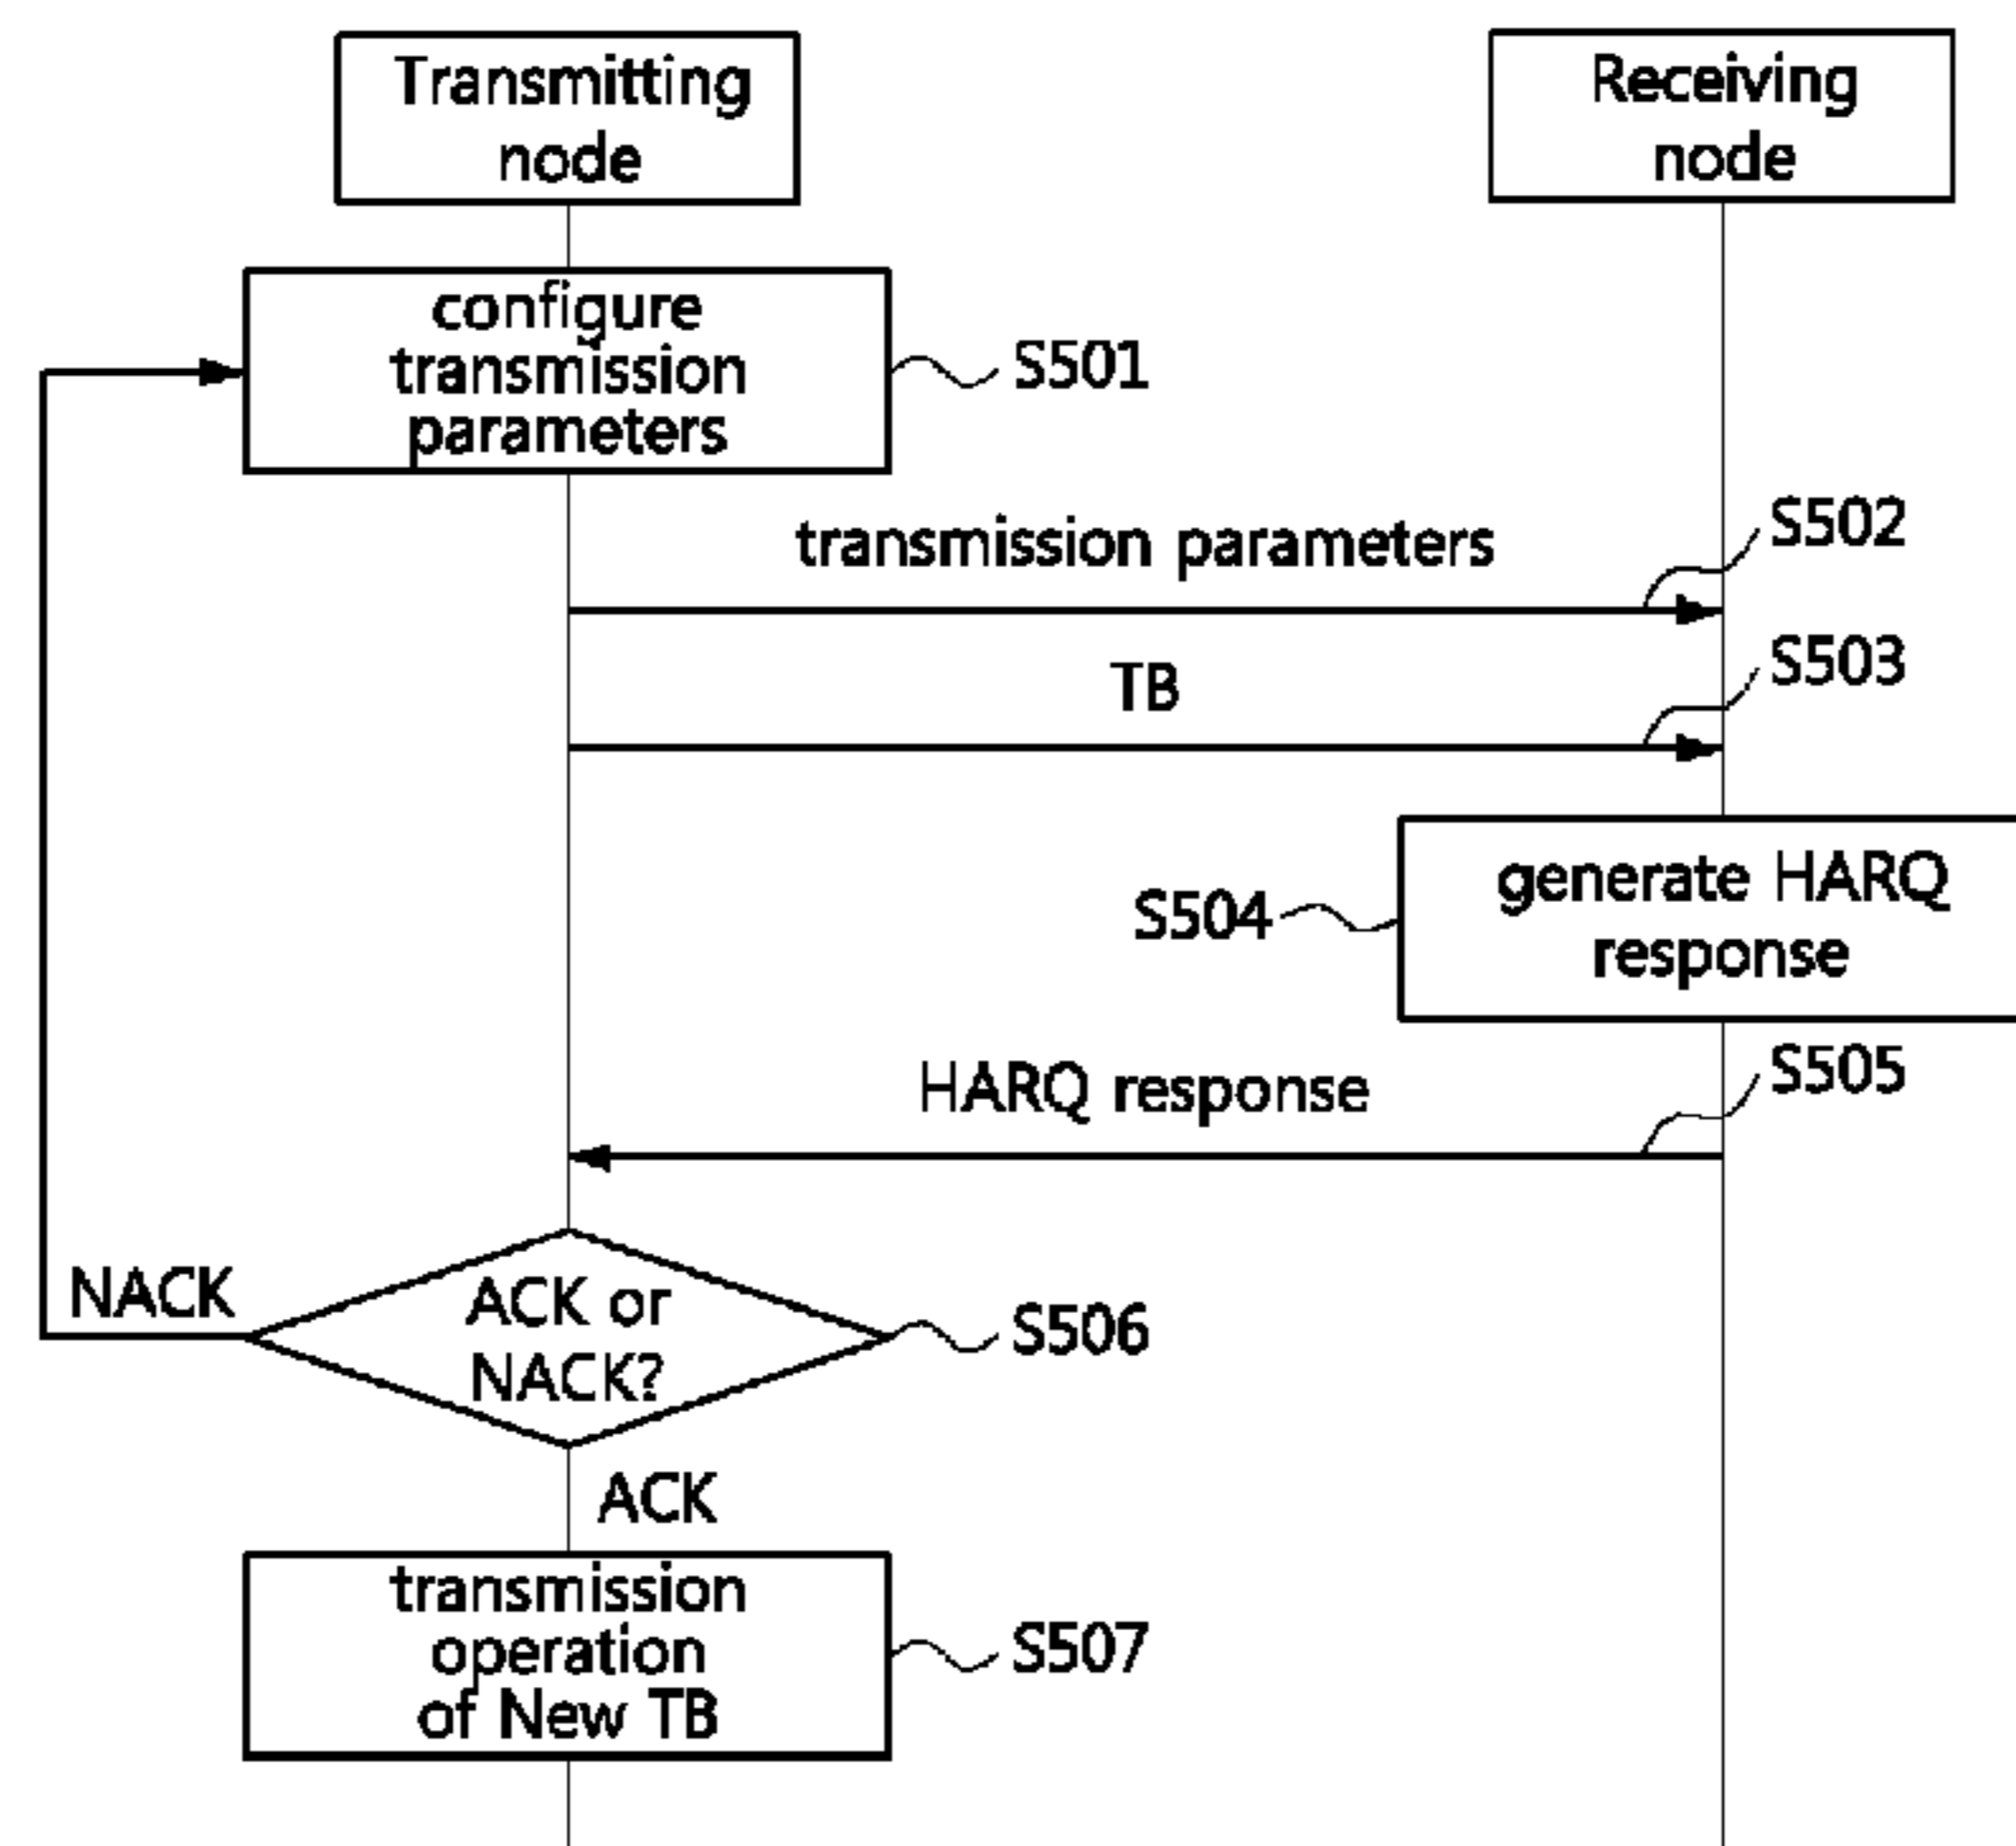 Transmitting
node
Receiving
node
configure
transmission
parameters
S501
transmission parameters
S502
TB
S503
generate HARQ
response
S504
HARQ response
S505
ACK or
NACK?
NACK
S506
ACK
transmission
operation
of New TB
S507